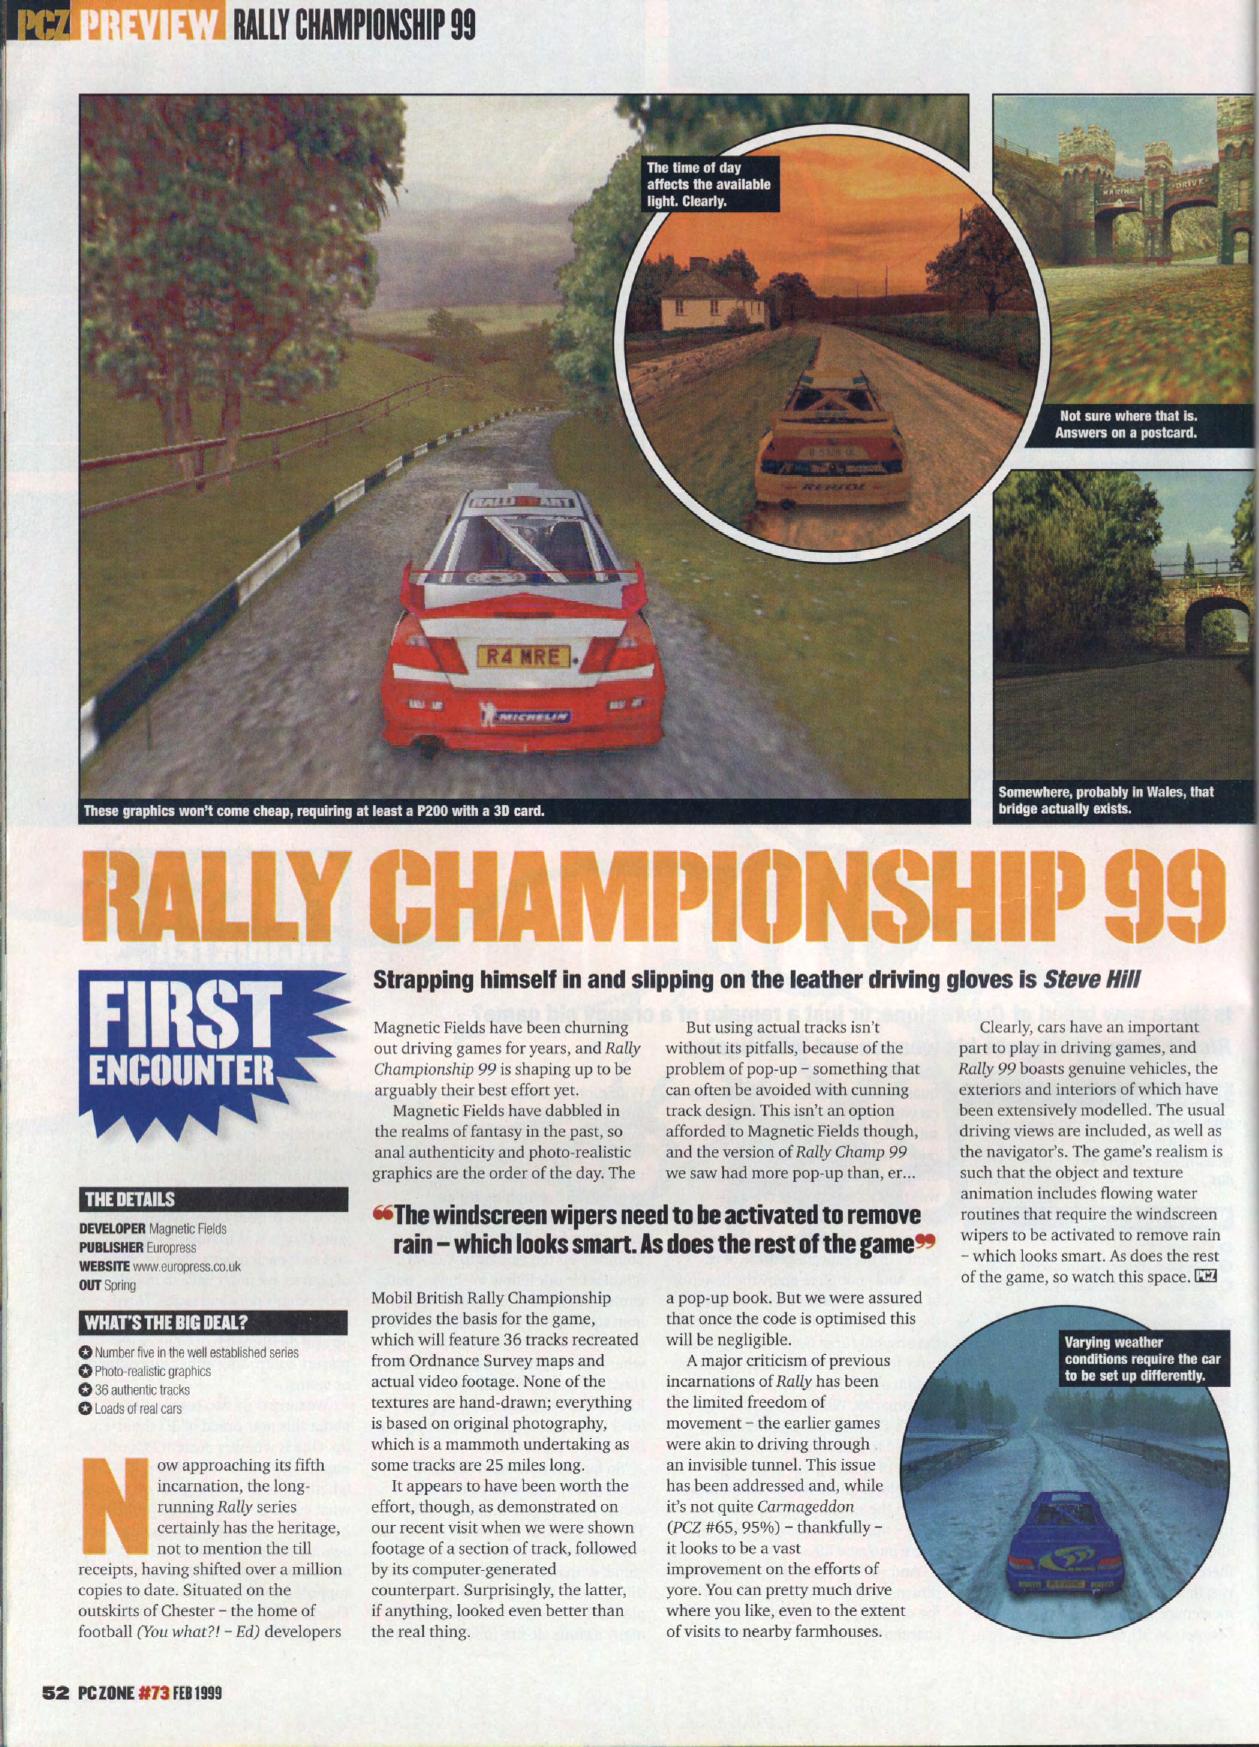 PCZ PREVIEW RALLY CHAMPIONSHIP 99
The time of day
affects the available
light. Clearly.
MARINE DRIVE
Not sure where that is.
Answers on a postcard.
RALLI ART
R4 MRE
MICHELIN
REPSOL
These graphics won't come cheap, requiring at least a P200 with a 3D card.
Somewhere, probably in Wales, that
bridge actually exists.
RALLY CHAMPIONSHIP 99
FIRST
ENCOUNTER
Strapping himself in and slipping on the leather driving gloves is Steve Hill
THE DETAILS
DEVELOPER Magnetic Fields
PUBLISHER Europress
WEBSITE www.europress.co.uk
OUT Spring
WHAT'S THE BIG DEAL?
Number five in the well established series
Photo-realistic graphics
36 authentic tracks
Loads of real cars
Now approaching its fifth
incarnation, the long-
running Rally series
certainly has the heritage,
not to mention the till
receipts, having shifted over a million
copies to date. Situated on the
outskirts of Chester – the home of
football (You what?! – Ed) developers
Magnetic Fields have been churning
out driving games for years, and Rally
Championship 99 is shaping up to be
arguably their best effort yet.
Magnetic Fields have dabbled in
the realms of fantasy in the past, so
anal authenticity and photo-realistic
graphics are the order of the day. The
“The windscreen wipers need to be activated to remove
rain – which looks smart. As does the rest of the game”
Mobil British Rally Championship
provides the basis for the game,
which will feature 36 tracks recreated
from Ordnance Survey maps and
actual video footage. None of the
textures are hand-drawn; everything
is based on original photography,
which is a mammoth undertaking as
some tracks are 25 miles long.
It appears to have been worth the
effort, though, as demonstrated on
our recent visit when we were shown
footage of a section of track, followed
by its computer-generated
counterpart. Surprisingly, the latter,
if anything, looked even better than
the real thing.
But using actual tracks isn't
without its pitfalls, because of the
problem of pop-up – something that
can often be avoided with cunning
track design. This isn't an option
afforded to Magnetic Fields though,
and the version of Rally Champ 99
we saw had more pop-up than, er...
a pop-up book. But we were assured
that once the code is optimised this
will be negligible.
A major criticism of previous
incarnations of Rally has been
the limited freedom of
movement – the earlier games
were akin to driving through
an invisible tunnel. This issue
has been addressed and, while
it's not quite Carmageddon
(PCZ #65, 95%) – thankfully –
it looks to be a vast
improvement on the efforts of
yore. You can pretty much drive
where you like, even to the extent
of visits to nearby farmhouses.
Clearly, cars have an important
part to play in driving games, and
Rally 99 boasts genuine vehicles, the
exteriors and interiors of which have
been extensively modelled. The usual
driving views are included, as well as
the navigator's. The game's realism is
such that the object and texture
animation includes flowing water
routines that require the windscreen
wipers to be activated to remove rain
– which looks smart. As does the rest
of the game, so watch this space. PCZ
Varying weather
conditions require the car
to be set up differently.
52 PC ZONE #73 FEB 1999